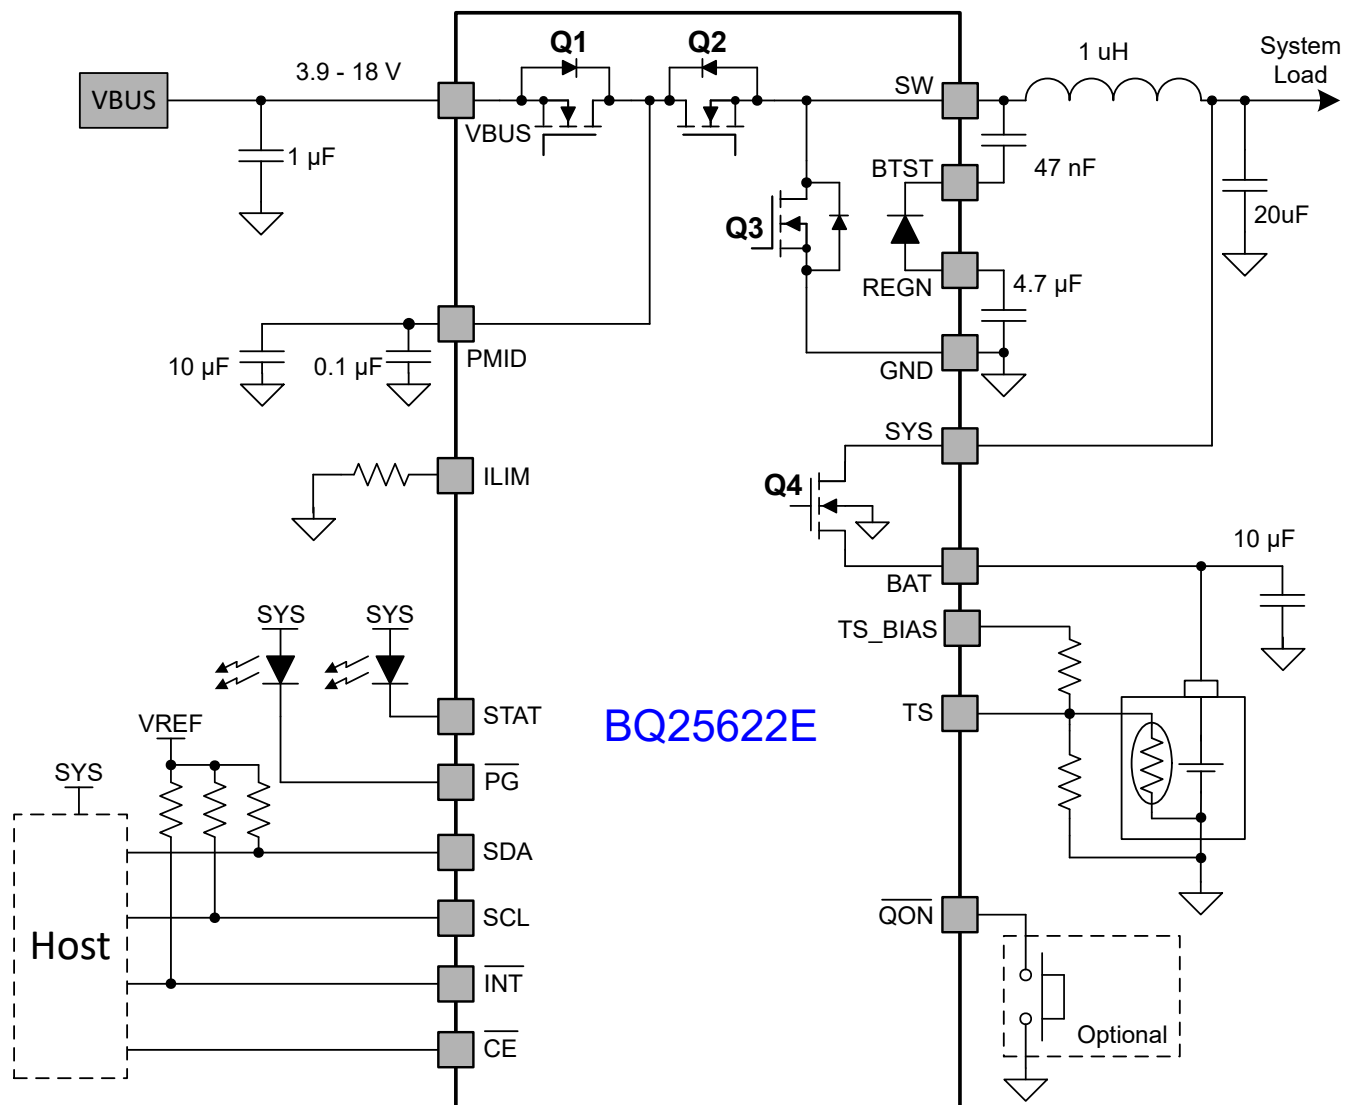 Q1
Q2
1 uH
System
Load
3.9 - 18 V
SW
VBUS
VBUS
1 µF
BTST
47 nF
20uF
Q3
REGN
4.7 µF
10 µF
0.1 µF
PMID
GND
SYS
ILIM
Q4
10 µF
BAT
SYS
SYS
TS_BIAS
STAT
BQ25622E
TS
VREF
SYS
PG
SDA
SCL
QON
Host
INT
Optional
CE